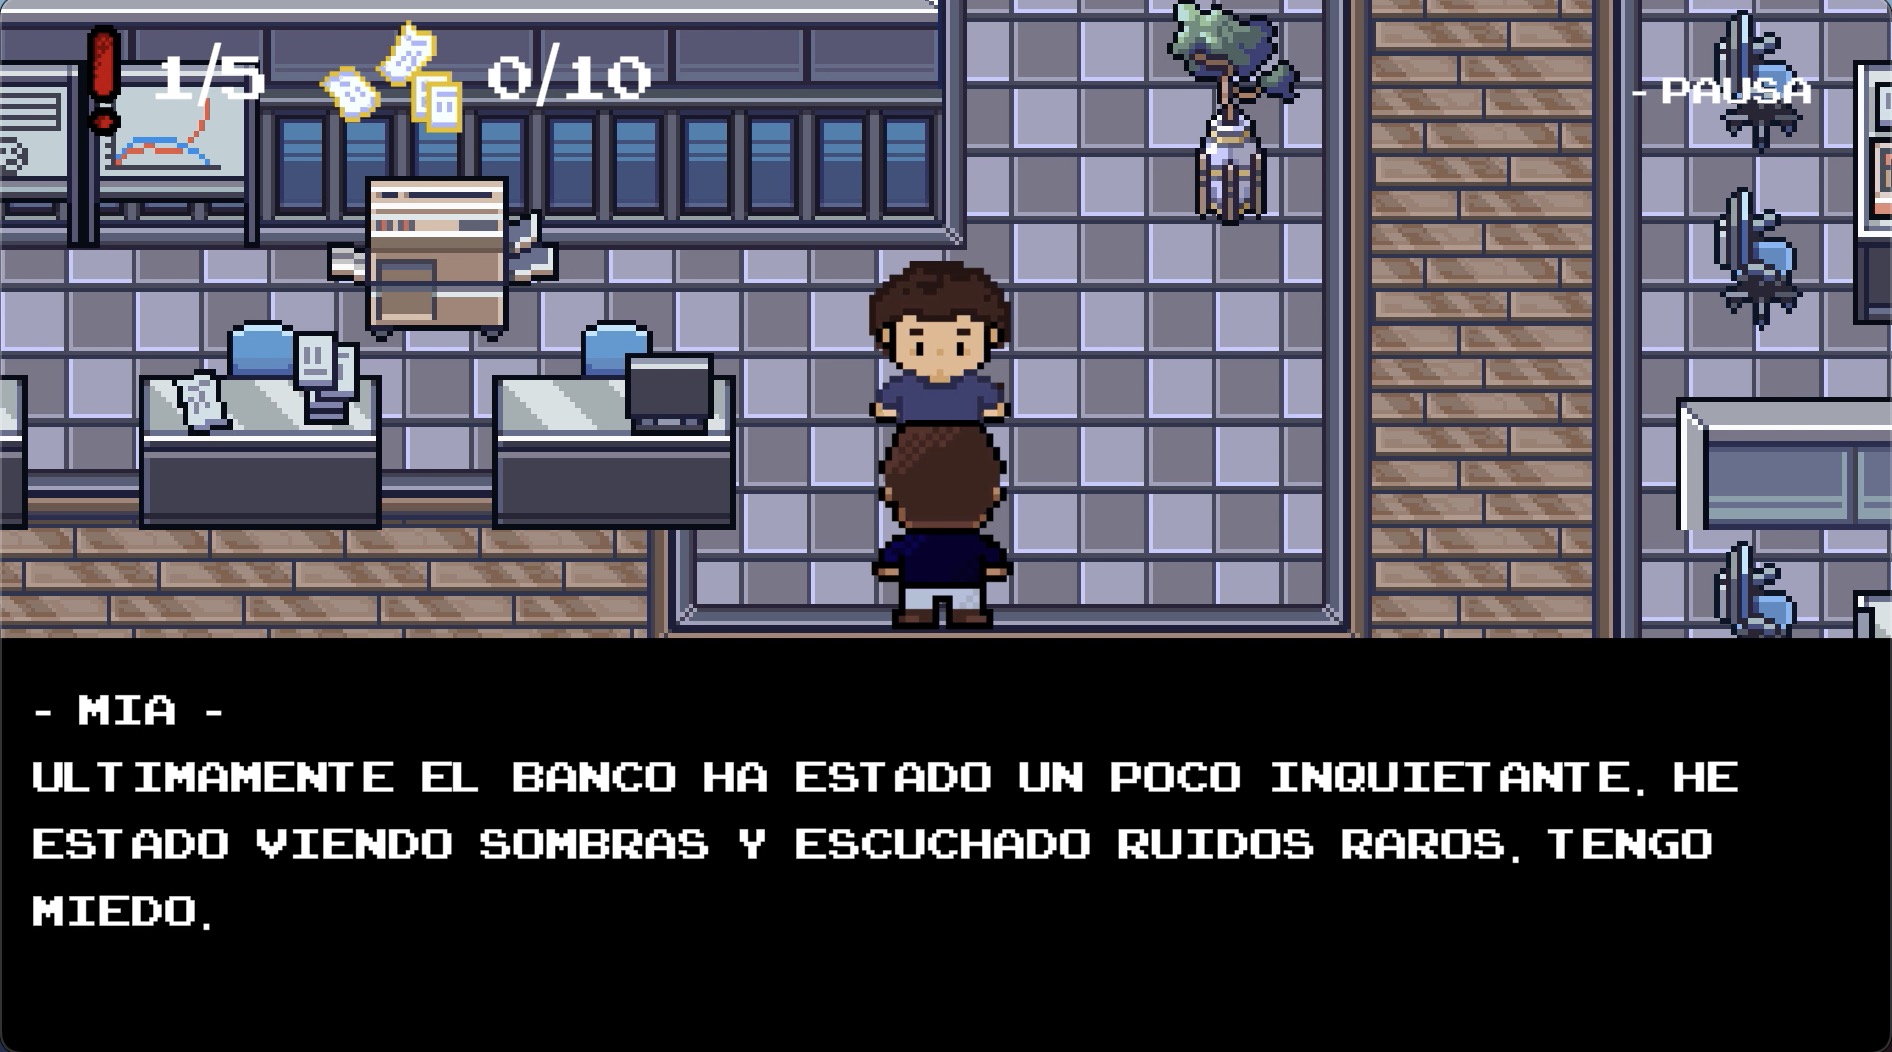 1/5 0/10
- PAUSA
- MIA -
ULTIMAMENTE EL BANCO HA ESTADO UN POCO INQUIETANTE. HE
ESTADO VIENDO SOMBRAS Y ESCUCHADO RUIDOS RAROS. TENGO
MIEDO.